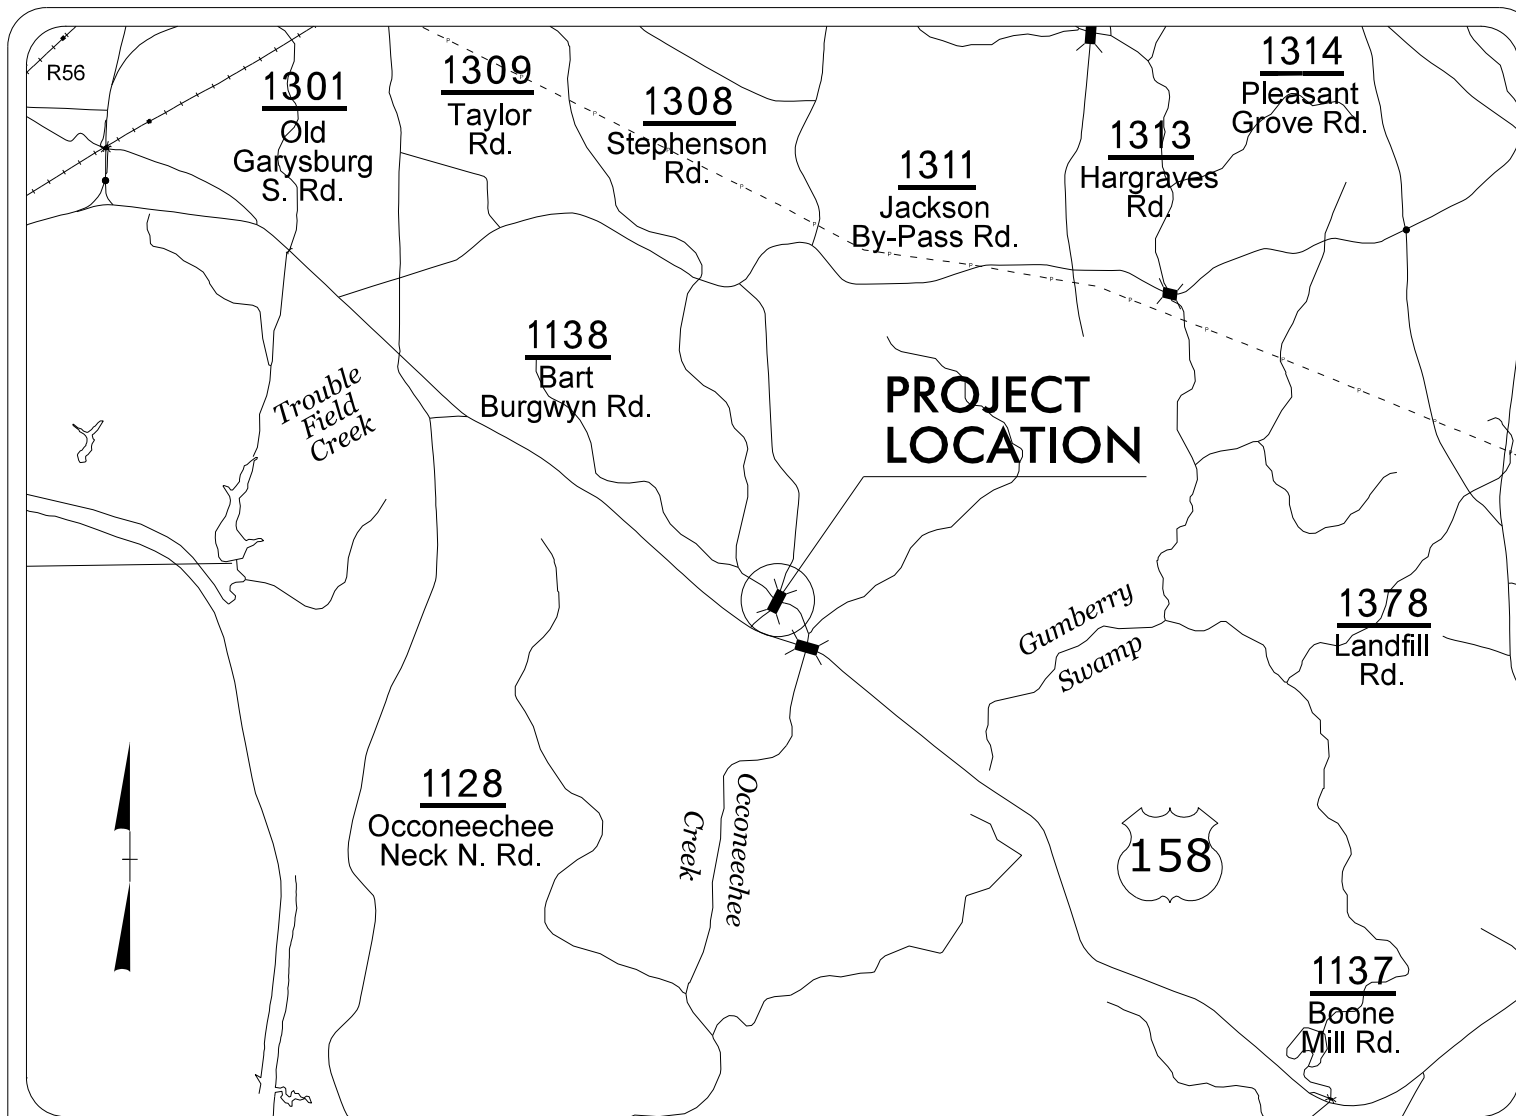 R56
1301
Old
Garysburg
S. Rd.
1309
Taylor
Rd.
1308
Stephenson
Rd.
1311
Jackson
By-Pass Rd.
1313
Hargraves
Rd.
1314
Pleasant
Grove Rd.
1138
Bart
Burgwyn Rd.
Trouble
Field
Creek
PROJECT
LOCATION
Gumberry
Swamp
1378
Landfill
Rd.
1128
Occoneechee
Neck N. Rd.
Occoneechee
Creek
158
1137
Boone
Mill Rd.